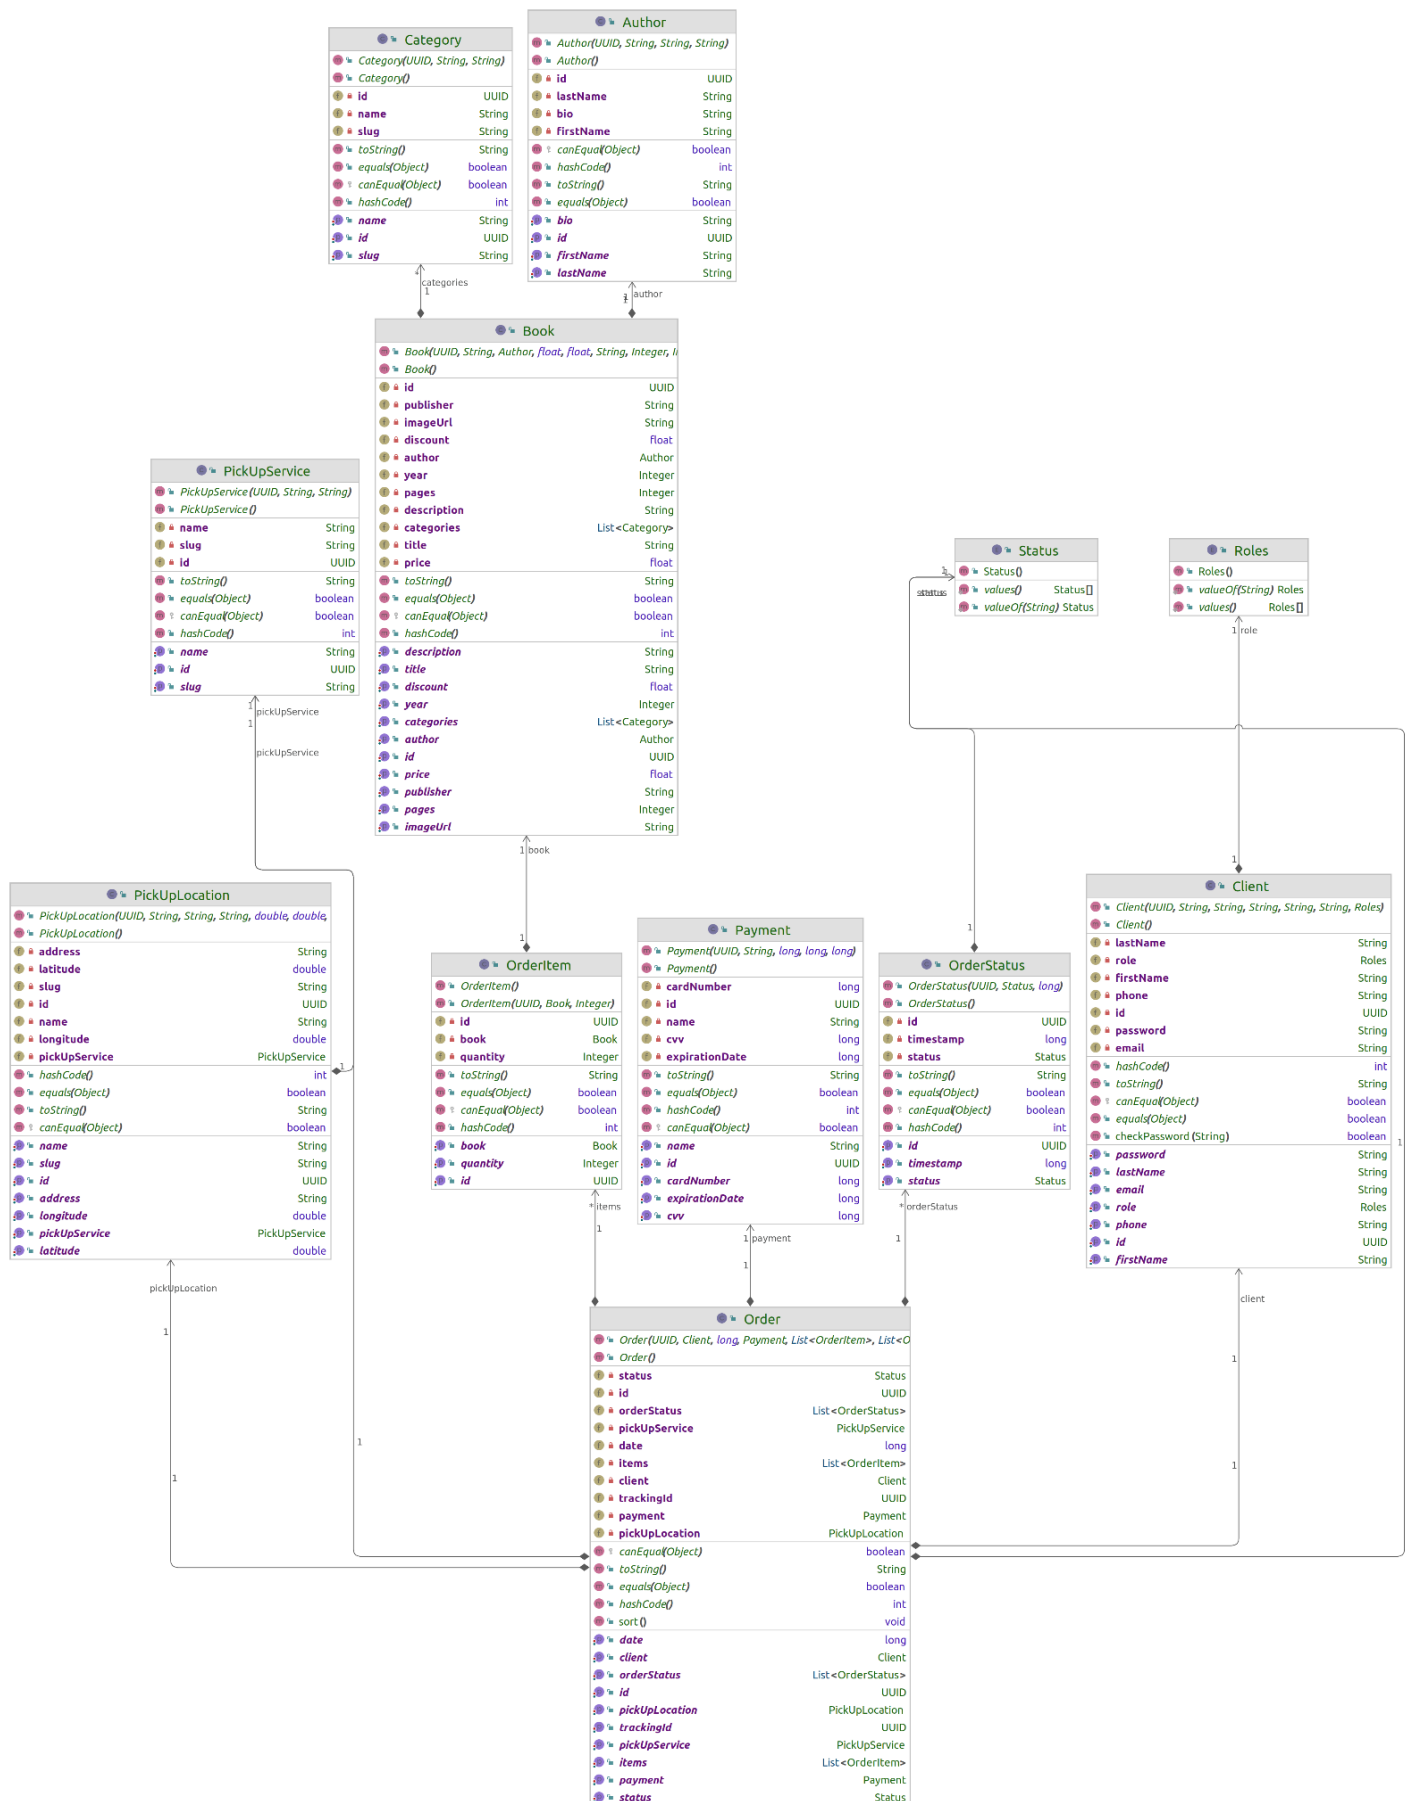 Category
Category(UUID, String, String)
Category()
id UUID
name String
slug String
toString() String
equals(Object) boolean
canEqual(Object) boolean
hashCode() int
name String
id UUID
slug String
Author
Author(UUID, String, String, String)
Author()
id UUID
lastName String
bio String
firstName String
canEqual(Object) boolean
hashCode() int
toString() String
equals(Object) boolean
bio String
id UUID
firstName String
lastName String
*
categories
1
author
1
Book
Book(UUID, String, Author, float, float, String, Integer, I
Book()
id UUID
publisher String
imageUrl String
discount float
author Author
year Integer
pages Integer
description String
categories List<Category>
title String
price float
toString() String
equals(Object) boolean
canEqual(Object) boolean
hashCode() int
description String
title String
discount float
year Integer
categories List<Category>
author Author
id UUID
price float
publisher String
pages Integer
imageUrl String
PickUpService
PickUpService(UUID, String, String)
PickUpService()
name String
slug String
id UUID
toString() String
equals(Object) boolean
canEqual(Object) boolean
hashCode() int
name String
id UUID
slug String
1
pickUpService
1
pickUpService
Status
Status()
values() Status[]
valueOf(String) Status
1
status
Roles
Roles()
valueOf(String) Roles
values() Roles[]
1 role
1
1 book
1
PickUpLocation
PickUpLocation(UUID, String, String, String, double, double,
PickUpLocation()
address String
latitude double
slug String
id UUID
name String
longitude double
pickUpService PickUpService
hashCode() int
equals(Object) boolean
toString() String
canEqual(Object) boolean
name String
slug String
id UUID
address String
longitude double
pickUpService PickUpService
latitude double
1
OrderItem
OrderItem()
OrderItem(UUID, Book, Integer)
id UUID
book Book
quantity Integer
toString() String
equals(Object) boolean
canEqual(Object) boolean
hashCode() int
book Book
quantity Integer
id UUID
Payment
Payment(UUID, String, long, long, long)
Payment()
cardNumber long
id UUID
name String
cvv long
expirationDate long
toString() String
equals(Object) boolean
hashCode() int
canEqual(Object) boolean
name String
id UUID
cardNumber long
expirationDate long
cvv long
1
OrderStatus
OrderStatus(UUID, Status, long)
OrderStatus()
id UUID
timestamp long
status Status
toString() String
equals(Object) boolean
canEqual(Object) boolean
hashCode() int
id UUID
timestamp long
status Status
Client
Client(UUID, String, String, String, String, String, Roles)
Client()
lastName String
role Roles
firstName String
phone String
id UUID
password String
email String
hashCode() int
toString() String
canEqual(Object) boolean
equals(Object) boolean
checkPassword(String) boolean
password String
lastName String
email String
role Roles
phone String
id UUID
firstName String
1
* items
1
1 payment
1
* orderStatus
1
pickUpLocation
1
1
1
client
1
1
Order
Order(UUID, Client, long, Payment, List<OrderItem>, List<O
Order()
status Status
id UUID
orderStatus List<OrderStatus>
pickUpService PickUpService
date long
items List<OrderItem>
client Client
trackingId UUID
payment Payment
pickUpLocation PickUpLocation
canEqual(Object) boolean
toString() String
equals(Object) boolean
hashCode() int
sort() void
date long
client Client
orderStatus List<OrderStatus>
id UUID
pickUpLocation PickUpLocation
trackingId UUID
pickUpService PickUpService
items List<OrderItem>
payment Payment
status Status